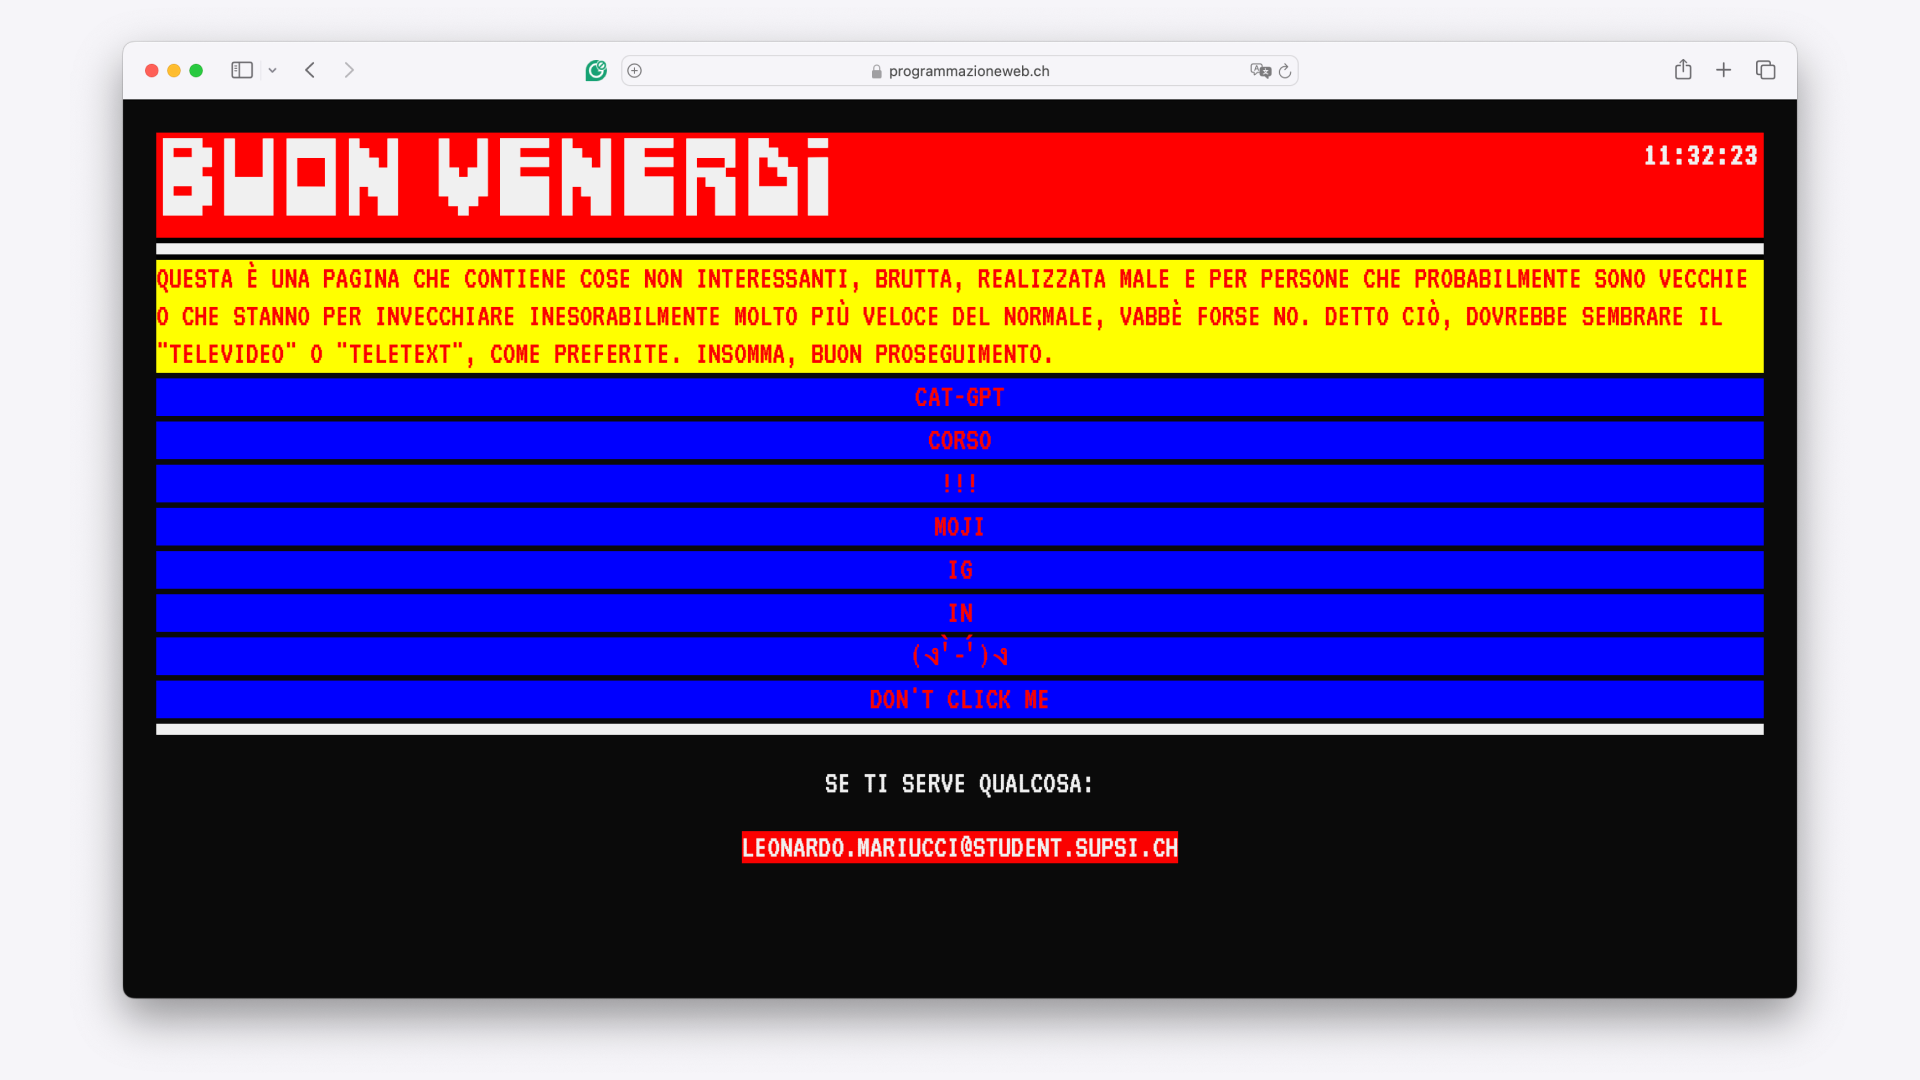 programmazioneweb.ch
BUON VENERDì
11:32:23
QUESTA È UNA PAGINA CHE CONTIENE COSE NON INTERESSANTI, BRUTTA, REALIZZATA MALE E PER PERSONE CHE PROBABILMENTE SONO VECCHIE
O CHE STANNO PER INVECCHIARE INESORABILMENTE MOLTO PIÙ VELOCE DEL NORMALE, VABBÈ FORSE NO. DETTO CIÒ, DOVREBBE SEMBRARE IL
"TELEVIDEO" O "TELETEXT", COME PREFERITE. INSOMMA, BUON PROSEGUIMENTO.
CAT-GPT
CORSO
!!!
MOJI
IG
IN
(ง'̀-'́)ง
DON'T CLICK ME
SE TI SERVE QUALCOSA:
LEONARDO.MARIUCCI@STUDENT.SUPSI.CH